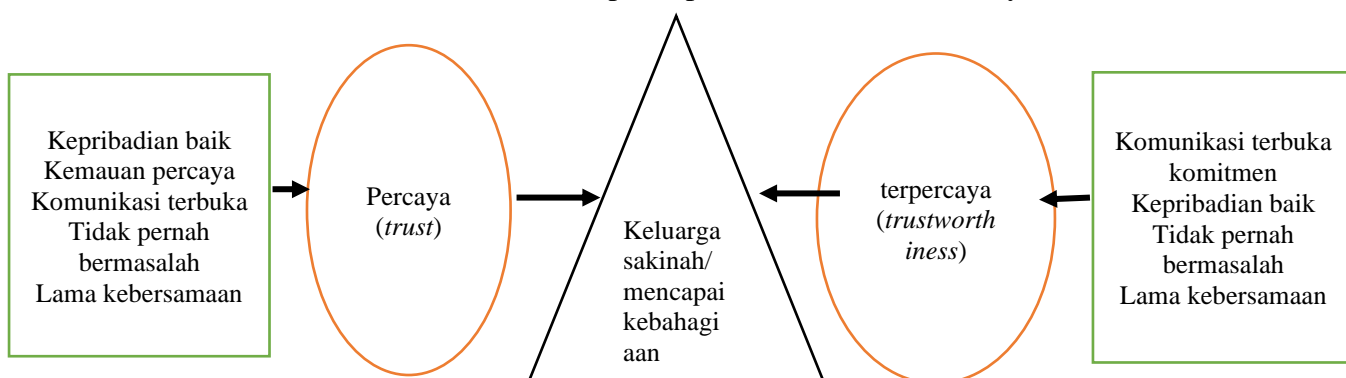 Kepribadian baik
Kemauan percaya
Komunikasi terbuka
Tidak pernah
bermasalah
Lama kebersamaan
Percaya
(trust)
Keluarga
sakinah/
mencapai
kebahagi
aan
terpercaya
(trustworth
iness)
Komunikasi terbuka
komitmen
Kepribadian baik
Tidak pernah
bermasalah
Lama kebersamaan